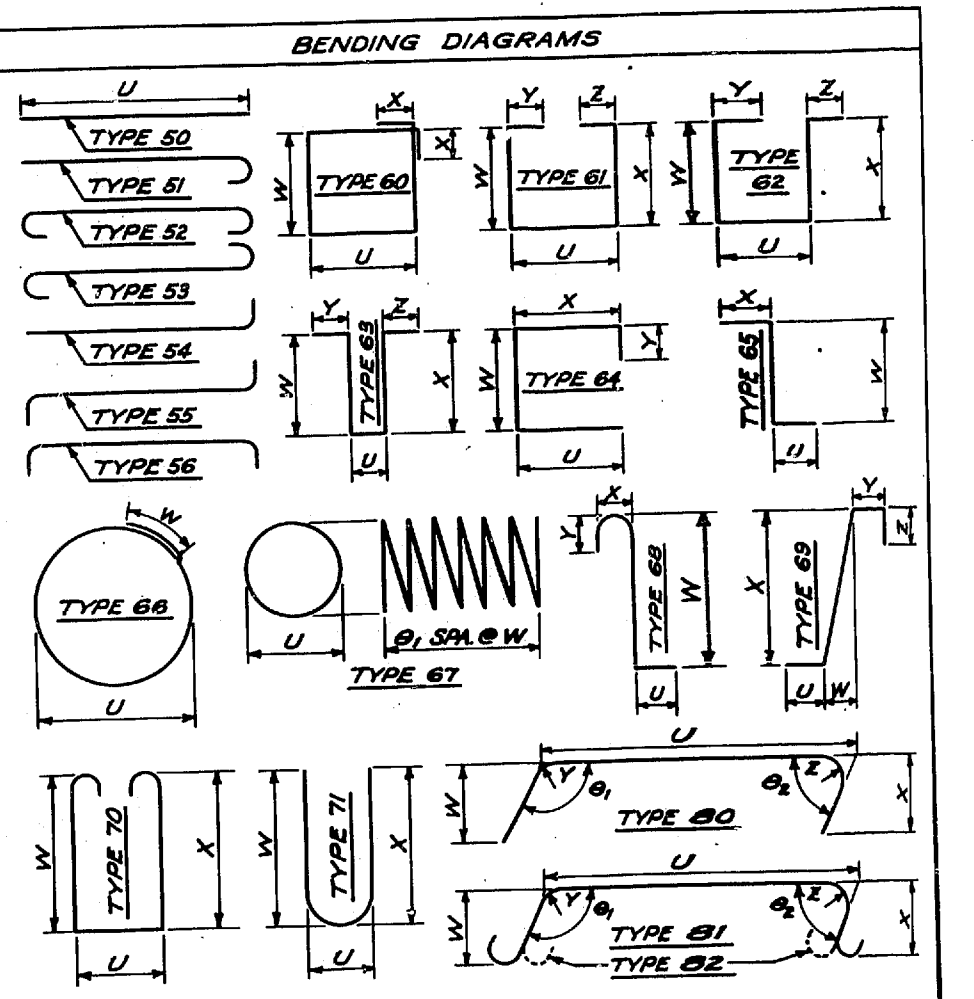 BENDING DIAGRAMS
U
TYPE 50
TYPE 51
TYPE 52
TYPE 53
TYPE 54
TYPE 55
TYPE 56
X
X
W
TYPE 60
U
Y
Z
W
TYPE 61
X
U
Y
Z
W
TYPE
62
X
U
Y
Z
W
TYPE 63
X
U
X
Y
W
TYPE 64
U
X
TYPE 65
W
U
W
TYPE 66
U
U
θ₁ SPA. @ W
TYPE 67
X
Y
TYPE 68
W
U
Y
Z
X
TYPE 69
U
W
W
TYPE 70
X
U
W
TYPE 71
X
U
U
W
Y
θ₁
θ₂
Z
X
TYPE 80
U
W
Y
θ₁
θ₂
Z
X
TYPE 81
TYPE 82